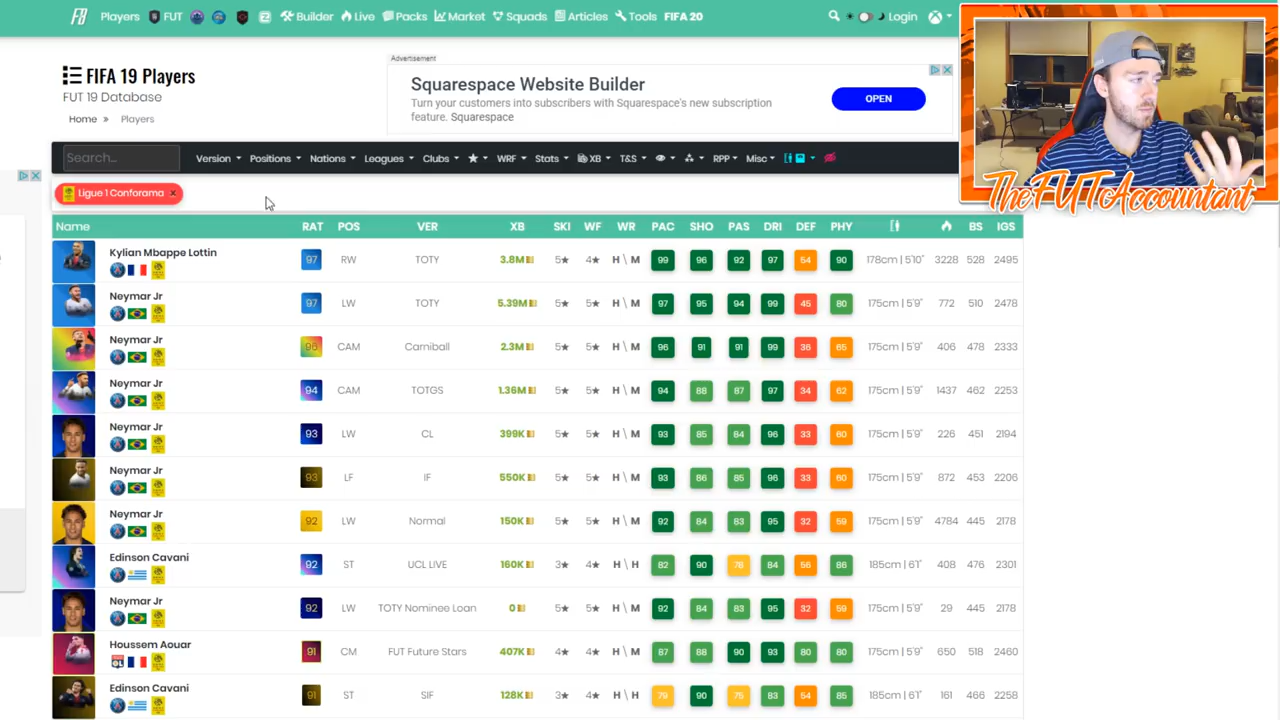 FB Players FUT Builder Live Packs Market Squads Articles Tools FIFA 20 Login
Advertisement
FIFA 19 Players
FUT 19 Database
Home » Players
Squarespace Website Builder
Turn your customers into subscribers with Squarespace's new subscription
feature. Squarespace
OPEN
TheFUTAccountant
Search... Version Positions Nations Leagues Clubs WRF Stats XB T&S RPP Misc
Ligue 1 Conforama ×
Name RAT POS VER XB SKI WF WR PAC SHO PAS DRI DEF PHY BS IGS
Kylian Mbappe Lottin 97 RW TOTY 3.8M 5★ 4★ H \ M 99 96 92 97 54 90 178cm | 5'10" 3228 528 2495
Neymar Jr 97 LW TOTY 5.39M 5★ 5★ H \ M 97 95 94 99 45 80 175cm | 5'9" 772 510 2478
Neymar Jr 96 CAM Carniball 2.3M 5★ 5★ H \ M 96 91 91 99 36 65 175cm | 5'9" 406 478 2333
Neymar Jr 94 CAM TOTGS 1.36M 5★ 5★ H \ M 94 88 87 97 34 62 175cm | 5'9" 1437 462 2253
Neymar Jr 93 LW CL 399K 5★ 5★ H \ M 93 85 84 96 33 60 175cm | 5'9" 226 451 2194
Neymar Jr 93 LF IF 550K 5★ 5★ H \ M 93 86 85 96 33 60 175cm | 5'9" 872 453 2206
Neymar Jr 92 LW Normal 150K 5★ 5★ H \ M 92 84 83 95 32 59 175cm | 5'9" 4784 445 2178
Edinson Cavani 92 ST UCL LIVE 160K 3★ 4★ H \ H 82 90 78 84 56 86 185cm | 6'1" 408 476 2301
Neymar Jr 92 LW TOTY Nominee Loan 0 5★ 5★ H \ M 92 84 83 95 32 59 175cm | 5'9" 29 445 2178
Houssem Aouar 91 CM FUT Future Stars 407K 4★ 4★ H \ M 87 88 90 93 80 80 175cm | 5'9" 650 518 2460
OL
Edinson Cavani 91 ST SIF 128K 3★ 4★ H \ H 79 90 75 83 54 85 185cm | 6'1" 161 466 2258